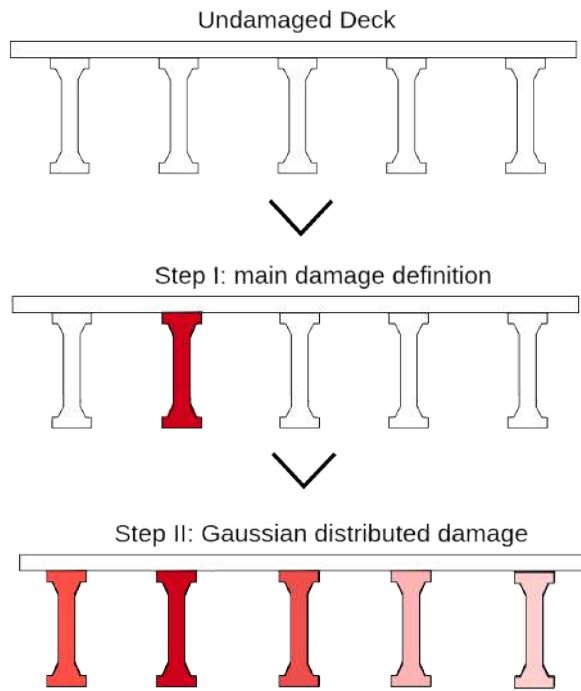 Undamaged Deck
Step I: main damage definition
Step II: Gaussian distributed damage